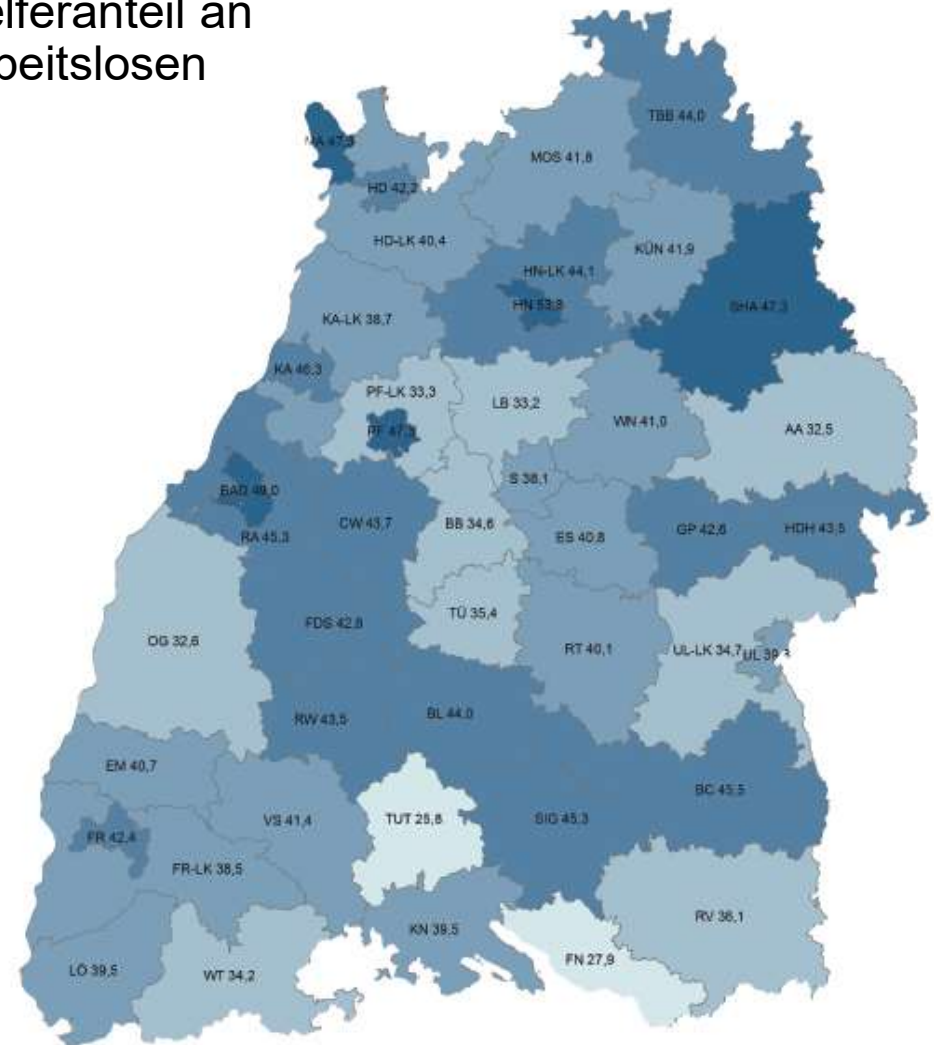 elferanteil an
beitslosen
TBB 44,0
MOS 41,8
HD 42,2
HD-LK 40,4
KÜN 41,9
HN-LK 44,1
SHA 47,3
KA-LK 38,7
KA 46,3
PF-LK 33,3
LB 33,2
WN 41,0
AA 32,5
S 38,1
BAD 49,0
CW 43,7
BB 34,6
ES 40,8
GP 42,6
HDH 43,5
RA 45,3
TÜ 35,4
FDS 42,8
OG 32,6
RT 40,1
UL-LK 34,7
RW 43,5
BL 44,0
EM 40,7
BC 45,5
VS 41,4
TUT 25,8
SIG 45,3
FR 42,4
FR-LK 38,5
RV 36,1
KN 39,5
FN 27,9
LÖ 39,5
WT 34,2